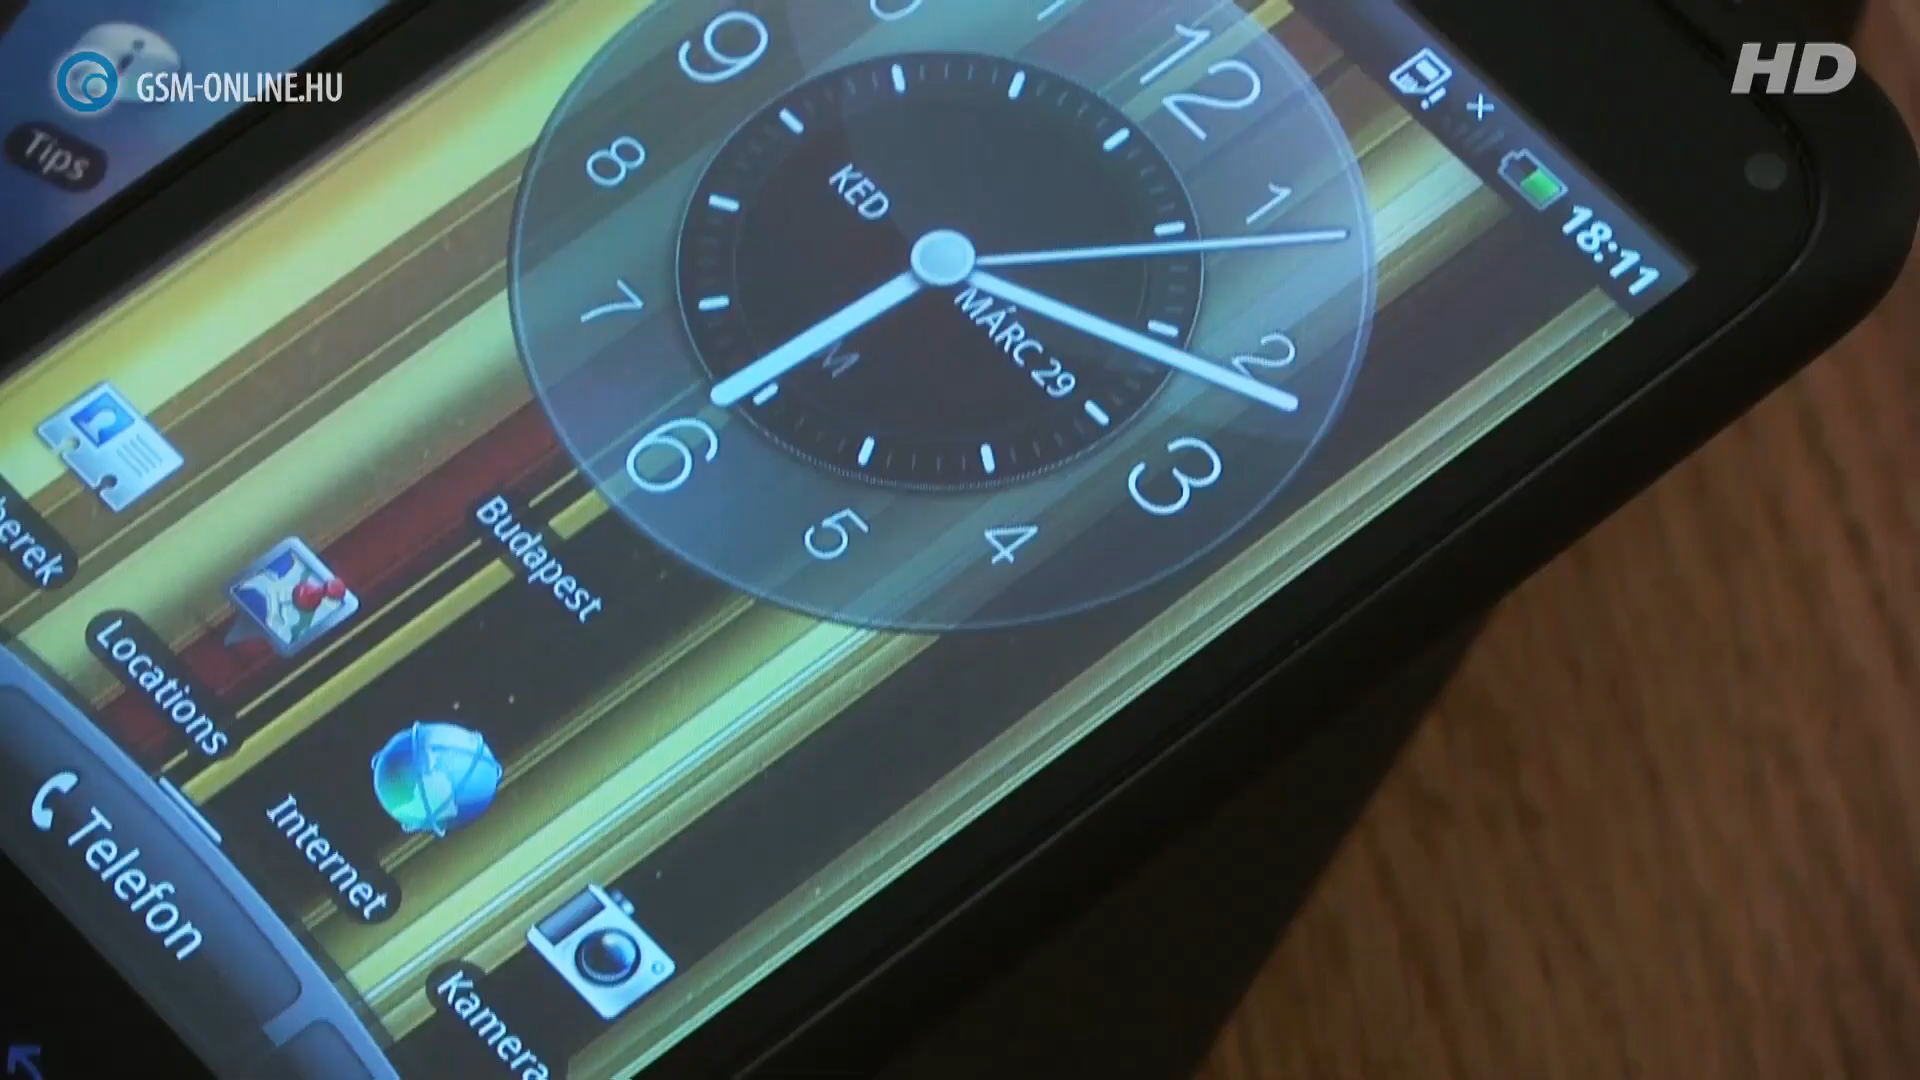 GSM-ONLINE.HU
HD
Tips
18:11
12
1
2
3
4
5
6
7
8
9
KED
MÁRC 29
M
Budapest
Locations
Internet
Kamera
Telefon